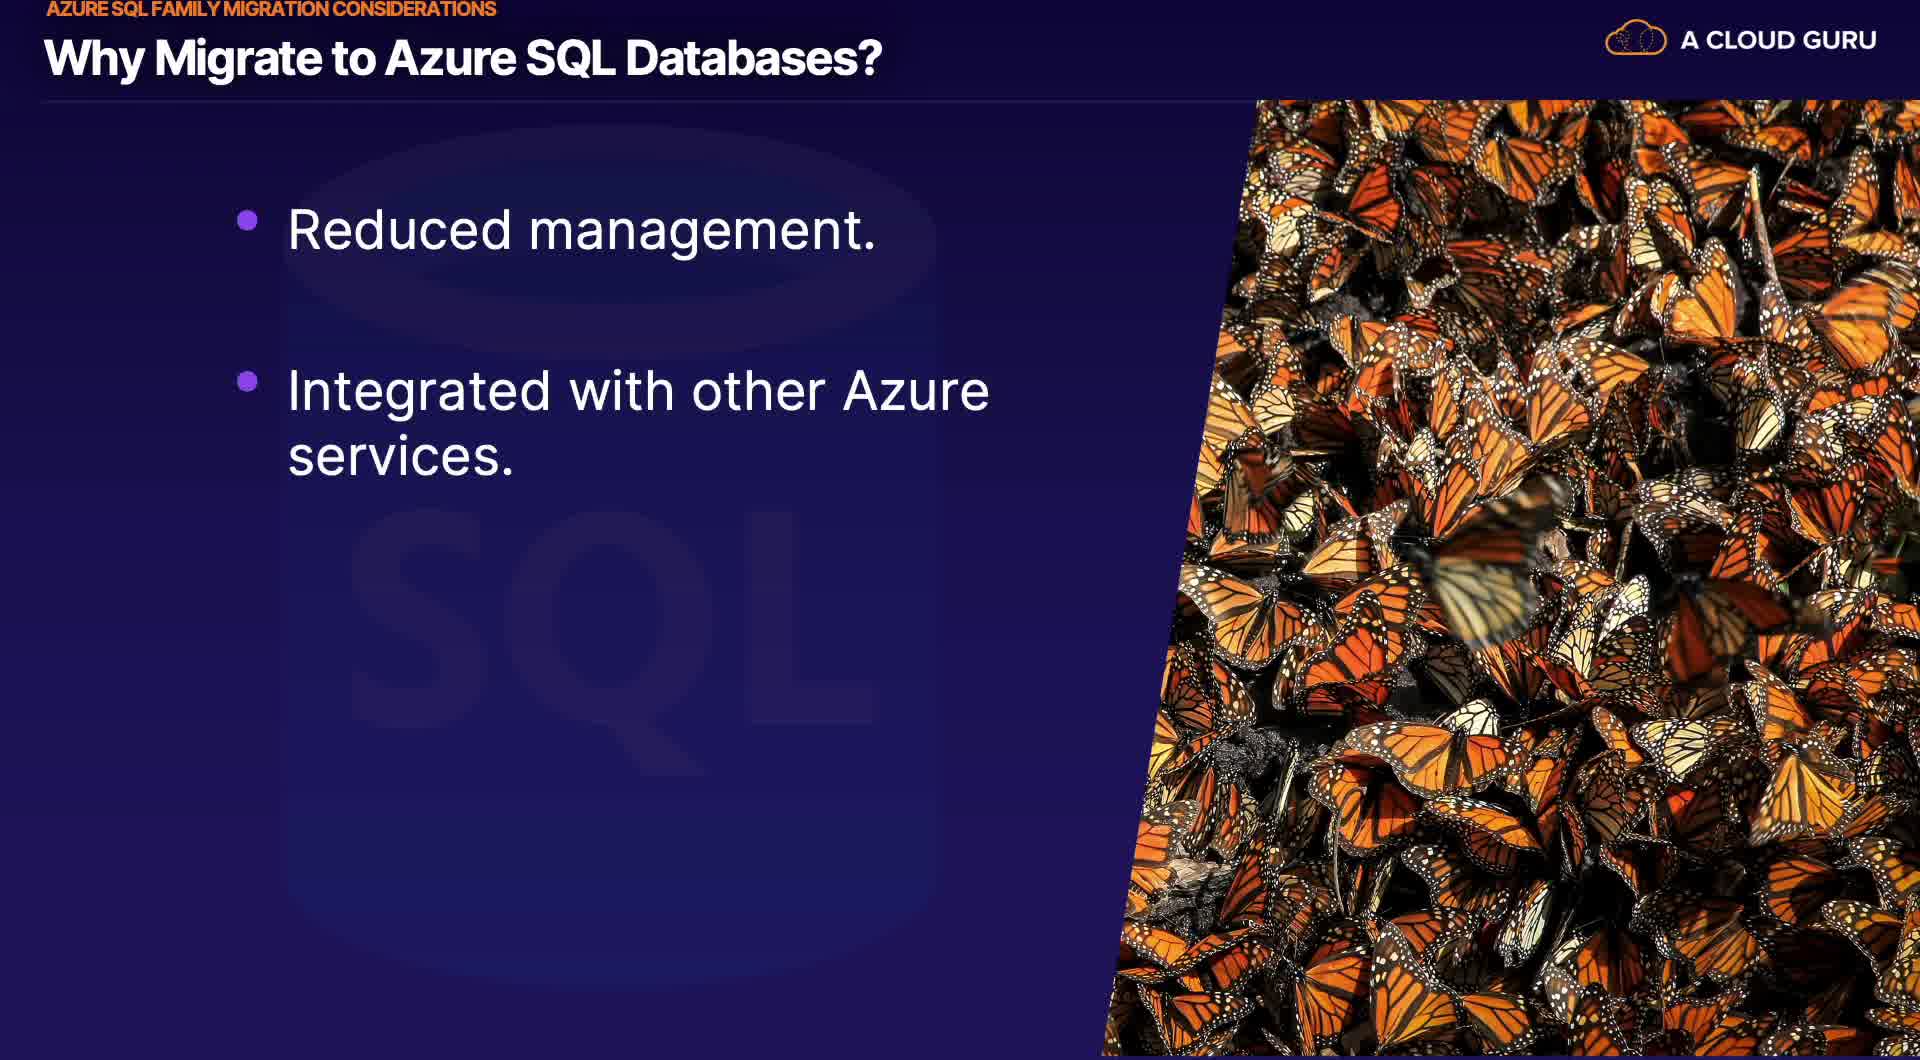 AZURE SQL FAMILY MIGRATION CONSIDERATIONS
Why Migrate to Azure SQL Databases?
A CLOUD GURU
Reduced management.
Integrated with other Azure
services.
SQL